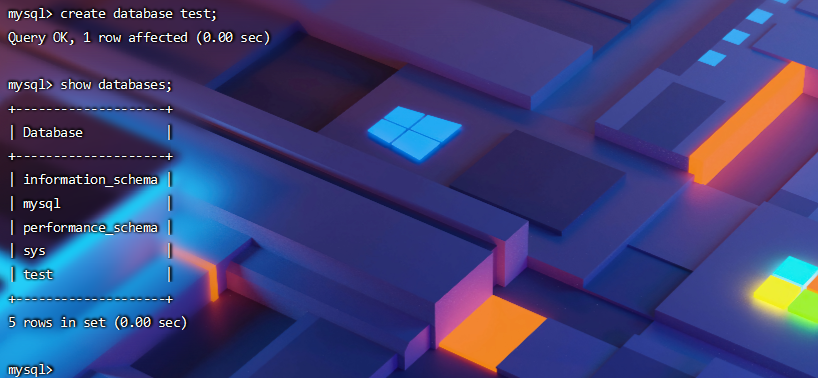 mysql> create database test;
Query OK, 1 row affected (0.00 sec)
mysql> show databases;
+--------------------+
| Database           |
+--------------------+
| information_schema |
| mysql              |
| performance_schema |
| sys                |
| test               |
+--------------------+
5 rows in set (0.00 sec)
mysql>